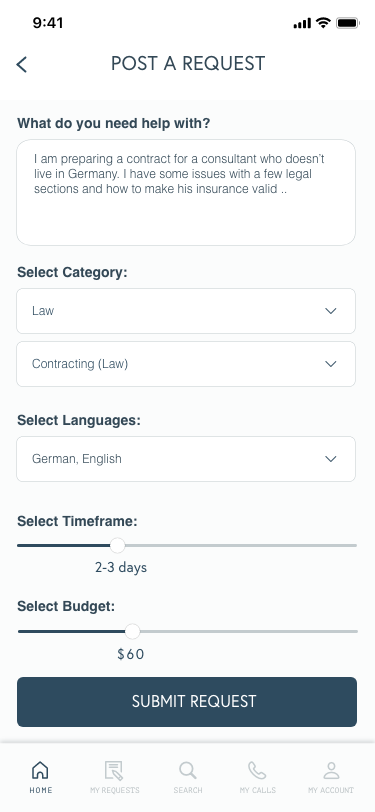 9:41
POST A REQUEST
What do you need help with?
I am preparing a contract for a consultant who doesn't
live in Germany. I have some issues with a few legal
sections and how to make his insurance valid ..
Select Category:
Law
Contracting (Law)
Select Languages:
German, English
Select Timeframe:
2-3 days
Select Budget:
$60
SUBMIT REQUEST
HOME
MY REQUESTS
SEARCH
MY CALLS
MY ACCOUNT